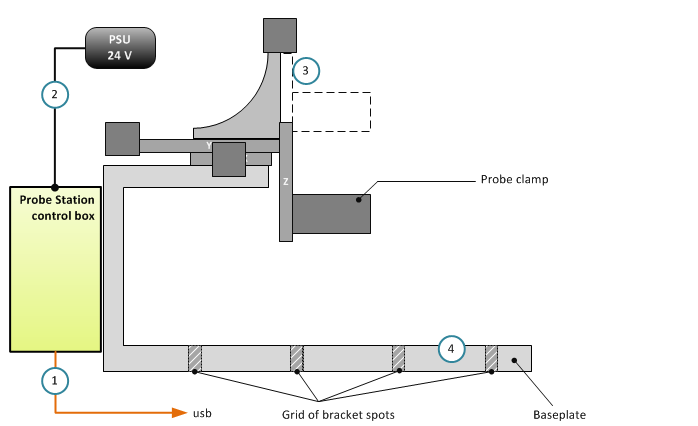 PSU
24 V
3
2
Y
Z
Probe clamp
Probe Station
control box
4
1
usb
Grid of bracket spots
Baseplate